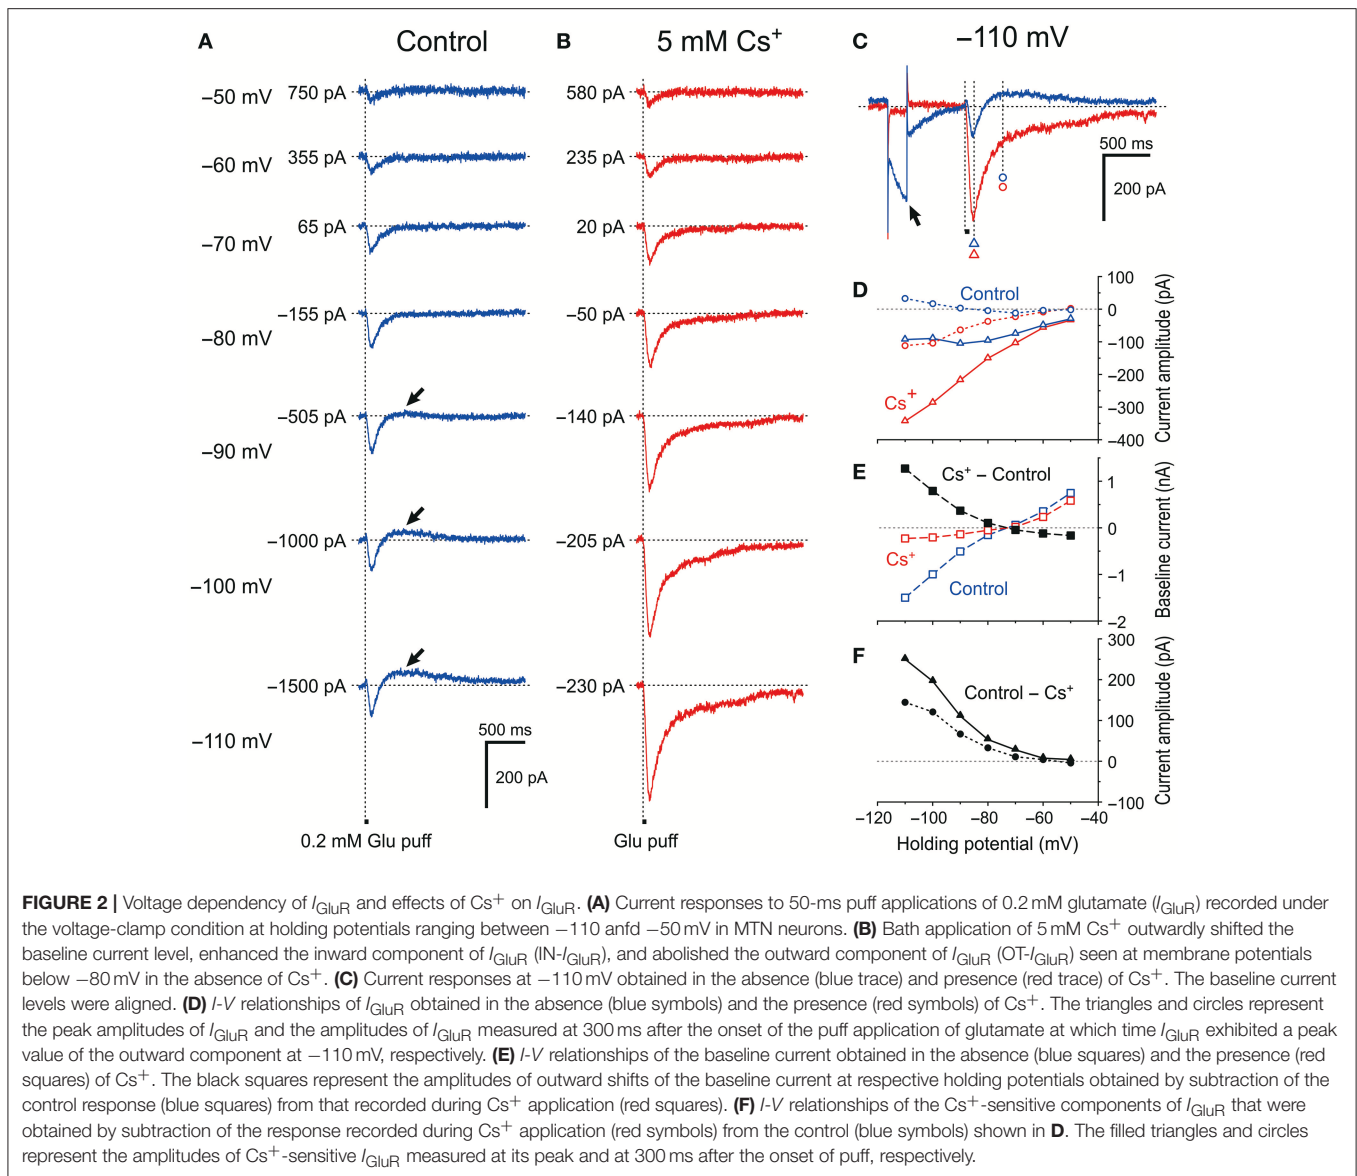 A Control
B 5 mM Cs⁺
C −110 mV
−50 mV 750 pA 580 pA
−60 mV 355 pA 235 pA
−70 mV 65 pA 20 pA
−80 mV −155 pA −50 pA
−90 mV −505 pA −140 pA
−100 mV −1000 pA −205 pA
−110 mV −1500 pA −230 pA
500 ms
200 pA
0.2 mM Glu puff
Glu puff
500 ms
200 pA
D
Control
Cs⁺
100
0
−100
−200
−300
−400
Current amplitude (pA)
E
Cs⁺ – Control
Cs⁺
Control
1
0
−1
−2
Baseline current (nA)
F
Control – Cs⁺
300
200
100
0
−100
Current amplitude (pA)
−120 −100 −80 −60 −40
Holding potential (mV)
FIGURE 2 | Voltage dependency of IGluR and effects of Cs⁺ on IGluR. (A) Current responses to 50-ms puff applications of 0.2 mM glutamate (IGluR) recorded under
the voltage-clamp condition at holding potentials ranging between −110 anfd −50 mV in MTN neurons. (B) Bath application of 5 mM Cs⁺ outwardly shifted the
baseline current level, enhanced the inward component of IGluR (IN-IGluR), and abolished the outward component of IGluR (OT-IGluR) seen at membrane potentials
below −80 mV in the absence of Cs⁺. (C) Current responses at −110 mV obtained in the absence (blue trace) and presence (red trace) of Cs⁺. The baseline current
levels were aligned. (D) I-V relationships of IGluR obtained in the absence (blue symbols) and the presence (red symbols) of Cs⁺. The triangles and circles represent
the peak amplitudes of IGluR and the amplitudes of IGluR measured at 300 ms after the onset of the puff application of glutamate at which time IGluR exhibited a peak
value of the outward component at −110 mV, respectively. (E) I-V relationships of the baseline current obtained in the absence (blue squares) and the presence (red
squares) of Cs⁺. The black squares represent the amplitudes of outward shifts of the baseline current at respective holding potentials obtained by subtraction of the
control response (blue squares) from that recorded during Cs⁺ application (red squares). (F) I-V relationships of the Cs⁺-sensitive components of IGluR that were
obtained by subtraction of the response recorded during Cs⁺ application (red symbols) from the control (blue symbols) shown in D. The filled triangles and circles
represent the amplitudes of Cs⁺-sensitive IGluR measured at its peak and at 300 ms after the onset of puff, respectively.